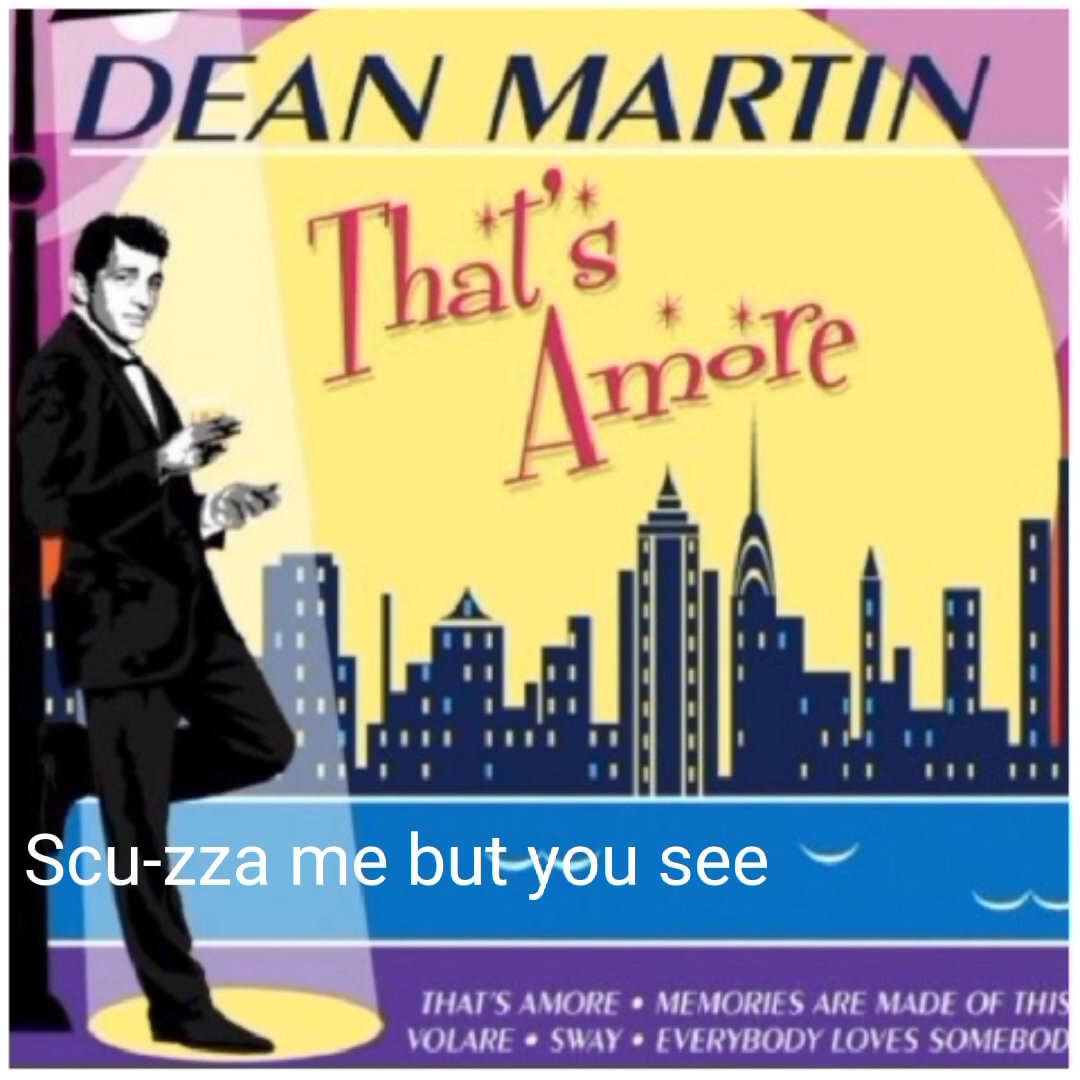 DEAN MARTIN
That's
Amore
Scu-zza me but you see
THAT'S AMORE • MEMORIES ARE MADE OF THIS
VOLARE • SWAY • EVERYBODY LOVES SOMEBOD